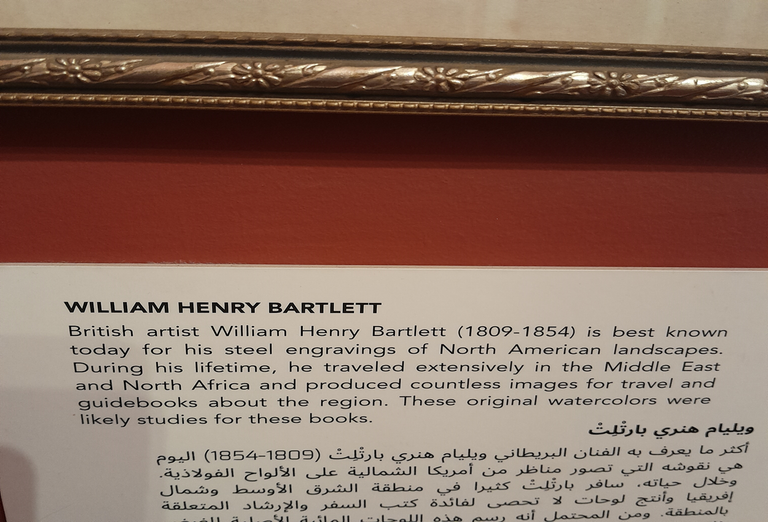 WILLIAM HENRY BARTLETT
British artist William Henry Bartlett (1809-1854) is best known
today for his steel engravings of North American landscapes.
During his lifetime, he traveled extensively in the Middle East
and North Africa and produced countless images for travel and
guidebooks about the region. These original watercolors were
likely studies for these books.
ويليام هنري بارتْلِتْ
أكثر ما يعرف به الفنان البريطاني ويليام هنري بارتْلِتْ (1809-1854) اليوم
هي نقوشه التي تصور مناظر من أمريكا الشمالية على الألواح الفولاذية.
وخلال حياته، سافر بارتْلِتْ كثيرا في منطقة الشرق الأوسط وشمال
إفريقيا وأنتج لوحات لا تحصى لفائدة كتب السفر والإرشاد المتعلقة
بالمنطقة. ومن المحتمل أنه رسم هذه اللوحات المائية الأصلية